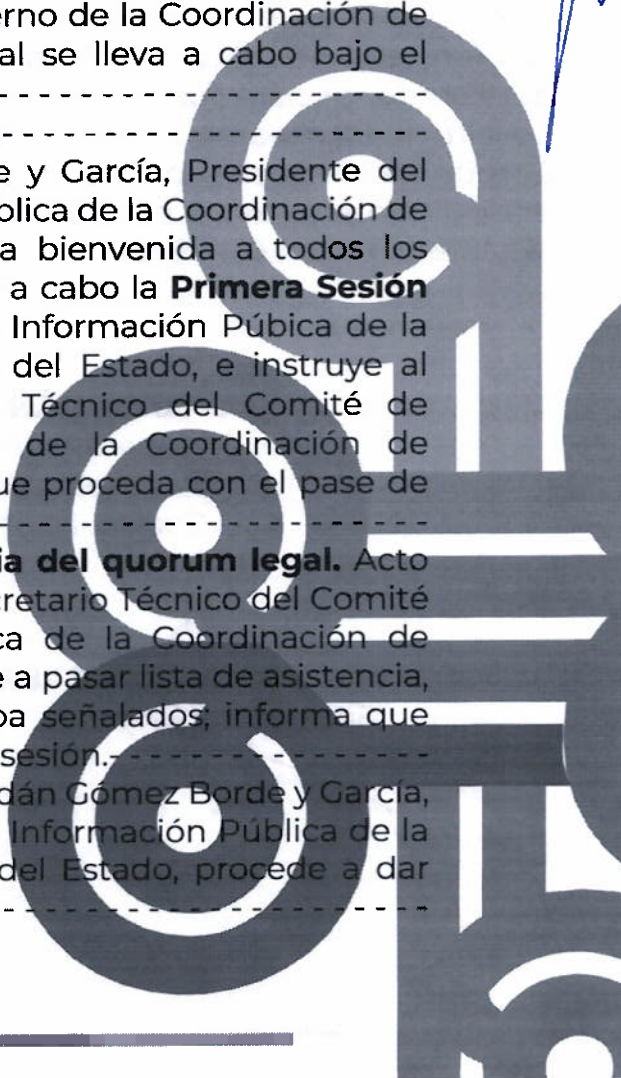 erno de la Coordinación de
al se lleva a cabo bajo el
e y García, Presidente del
blica de la Coordinación de
a bienvenida a todos los
a cabo la Primera Sesión
Información Púbica de la
del Estado, e instruye al
Técnico del Comité de
de la Coordinación de
ue proceda con el pase de
ia del quorum legal. Acto
cretario Técnico del Comité
ca de la Coordinación de
e a pasar lista de asistencia,
ba señalados; informa que
sesión.- - - - - - - - - - - - - - - - - - - - -
dán Gómez Borde y García,
Información Pública de la
del Estado, procede a dar